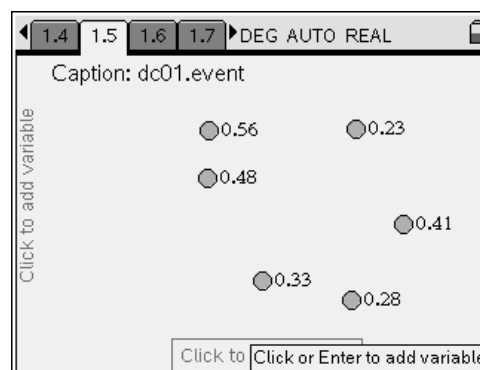 1.4 1.5 1.6 1.7 DEG AUTO REAL
Caption: dc01.event
Click to add variable
0.56
0.23
0.48
0.41
0.33
0.28
Click to
Click or Enter to add variable